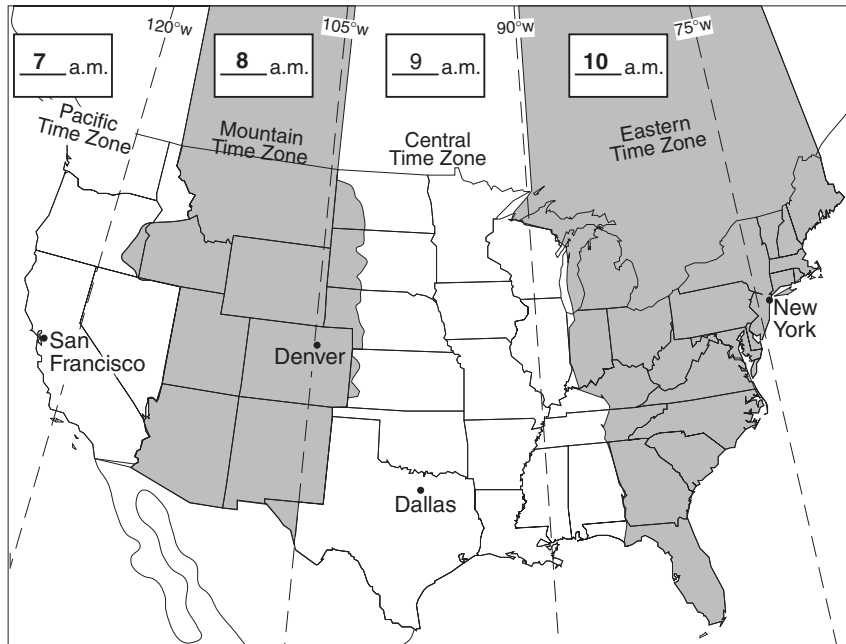 120°w
105°w
90°w
75°w
7 a.m.
8 a.m.
9 a.m.
10 a.m.
Pacific
Time Zone
Mountain
Time Zone
Central
Time Zone
Eastern
Time Zone
San
Francisco
Denver
Dallas
New
York